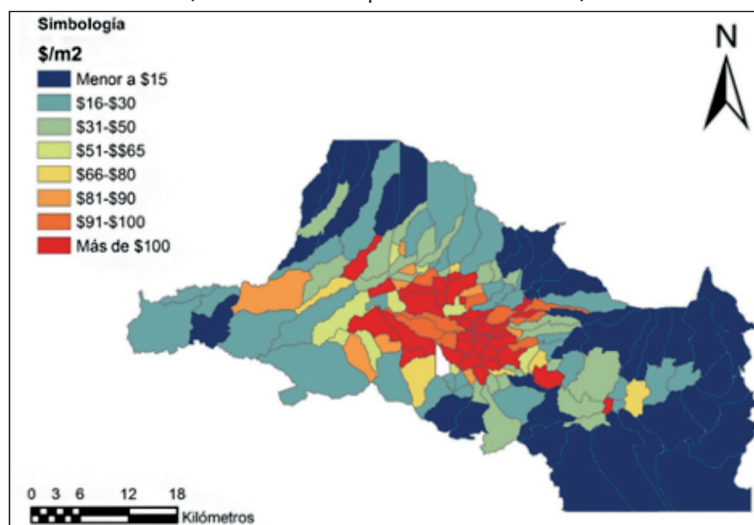 Simbología
$/m2
Menor a $15
$16-$30
$31-$50
$51-$$65
$66-$80
$81-$90
$91-$100
Más de $100
N
0 3 6 12 18
Kilómetros